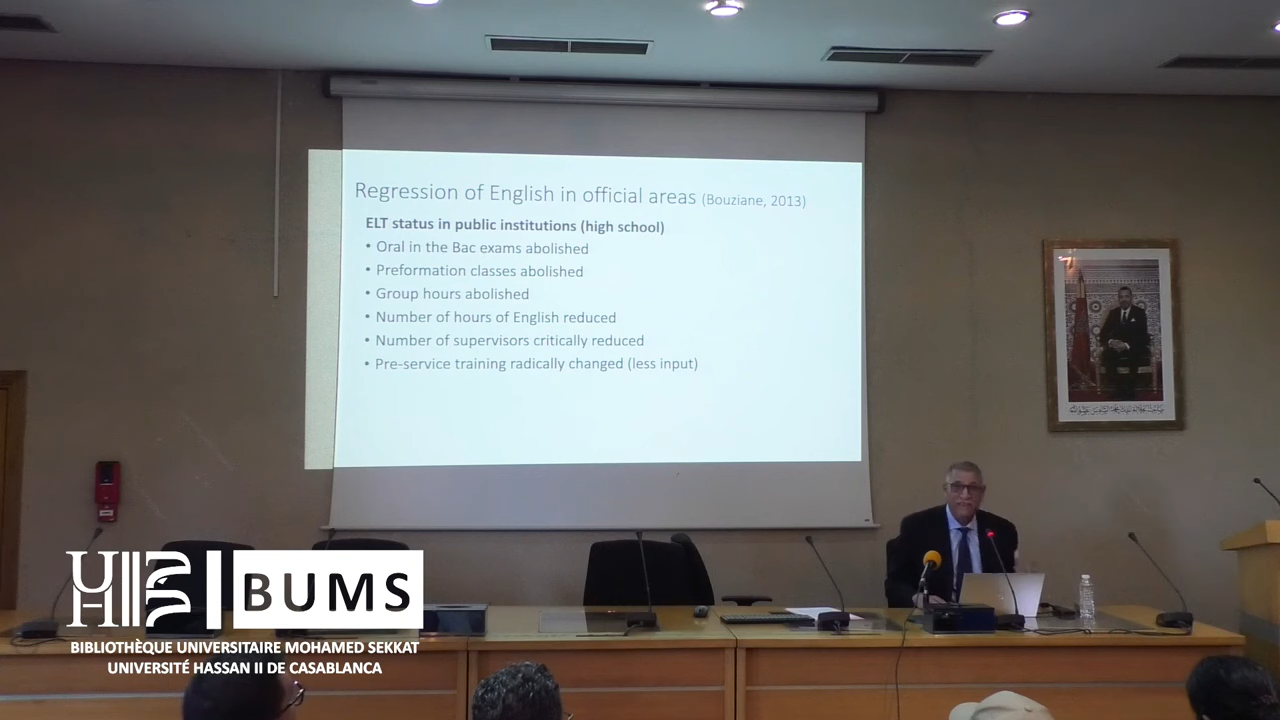 Regression of English in official areas (Bouziane, 2013)
ELT status in public institutions (high school)
• Oral in the Bac exams abolished
• Preformation classes abolished
• Group hours abolished
• Number of hours of English reduced
• Number of supervisors critically reduced
• Pre-service training radically changed (less input)
BUMS
BIBLIOTHÈQUE UNIVERSITAIRE MOHAMED SEKKAT
UNIVERSITÉ HASSAN II DE CASABLANCA